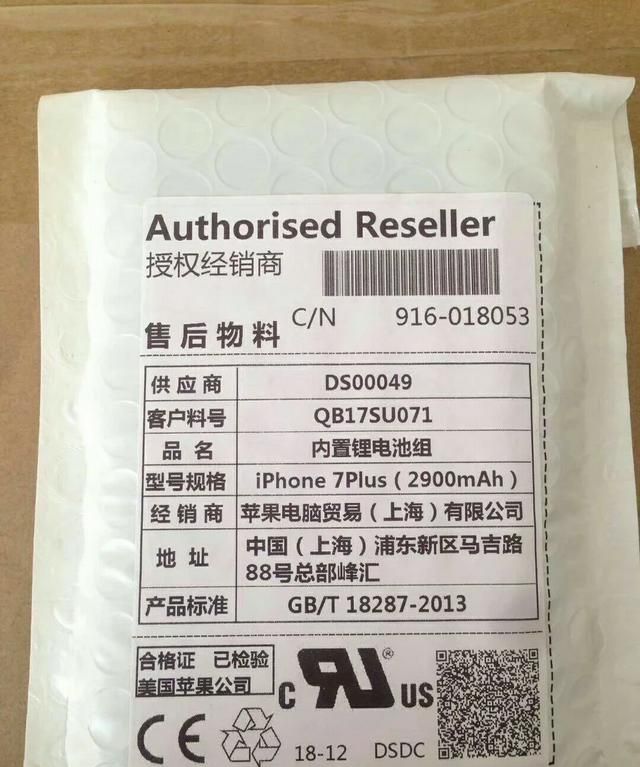 Authorised Reseller
授权经销商
C/N 916-018053
售后物料
供应商 DS00049
客户料号 QB17SU071
品名 内置锂电池组
型号规格 iPhone 7Plus（2900mAh）
经销商 苹果电脑贸易（上海）有限公司
地址 中国（上海）浦东新区马吉路
88号总部峰汇
产品标准 GB/T 18287-2013
合格证 已检验
美国苹果公司
C RU ® US
CE 18-12 DSDC